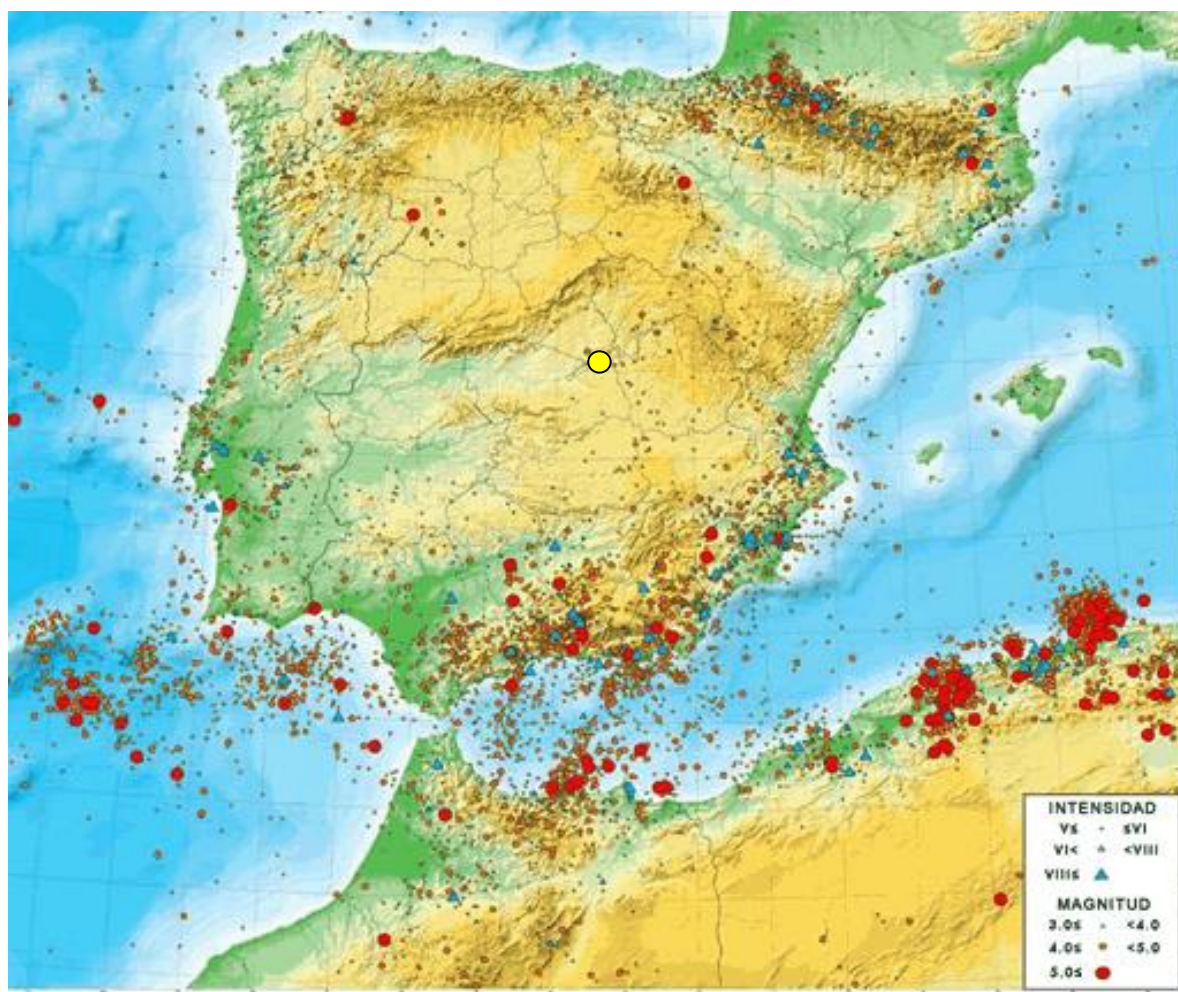 INTENSIDAD
V≤ ≤VI
VI< <VIII
VIII≤
MAGNITUD
3.0≤ <4.0
4.0≤ <5.0
5.0≤